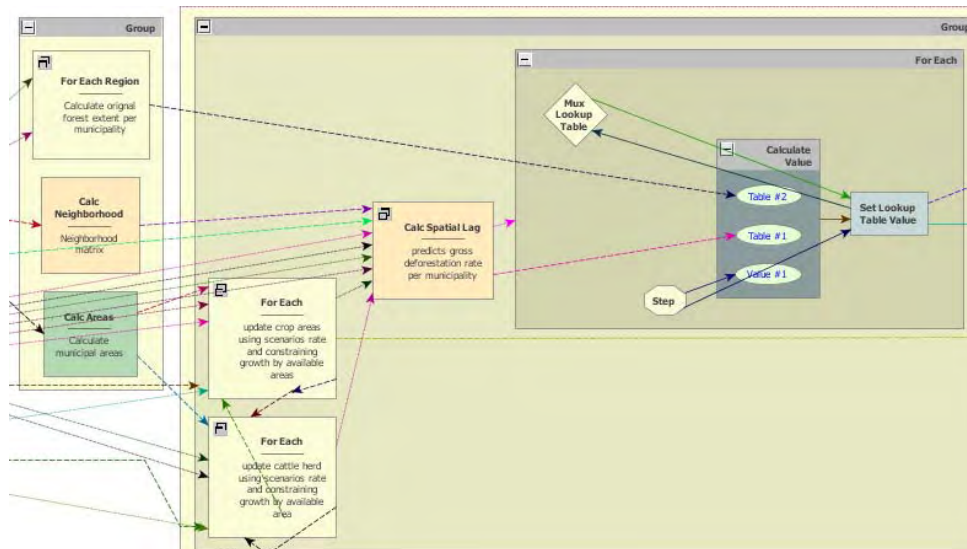 Group
For Each Region
Calculate orignal
forest extent per
municipality
Calc
Neighborhood
Neighborhood
matrix
Calc Areas
Calculate
municipal areas
Group
For Each
update crop areas
using scenarios rate
and constraining
growth by available
areas
For Each
update cattle herd
using scenarios rate
and constraining
growth by available
area
Calc Spatial Lag
predicts gross
deforestation rate
per municipality
For Each
Mux
Lookup
Table
Calculate
Value
Table #2
Table #1
Value #1
Step
Set Lookup
Table Value